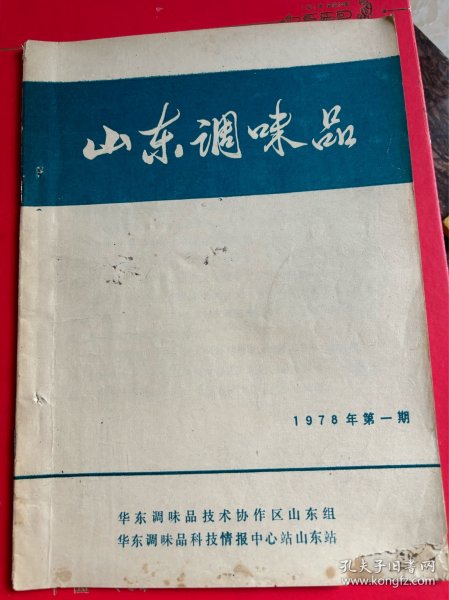 山东调味品
1978年第一期
华东调味品技术协作区山东组
华东调味品科技情报中心站山东站
孔夫子旧书网
kongfz.com